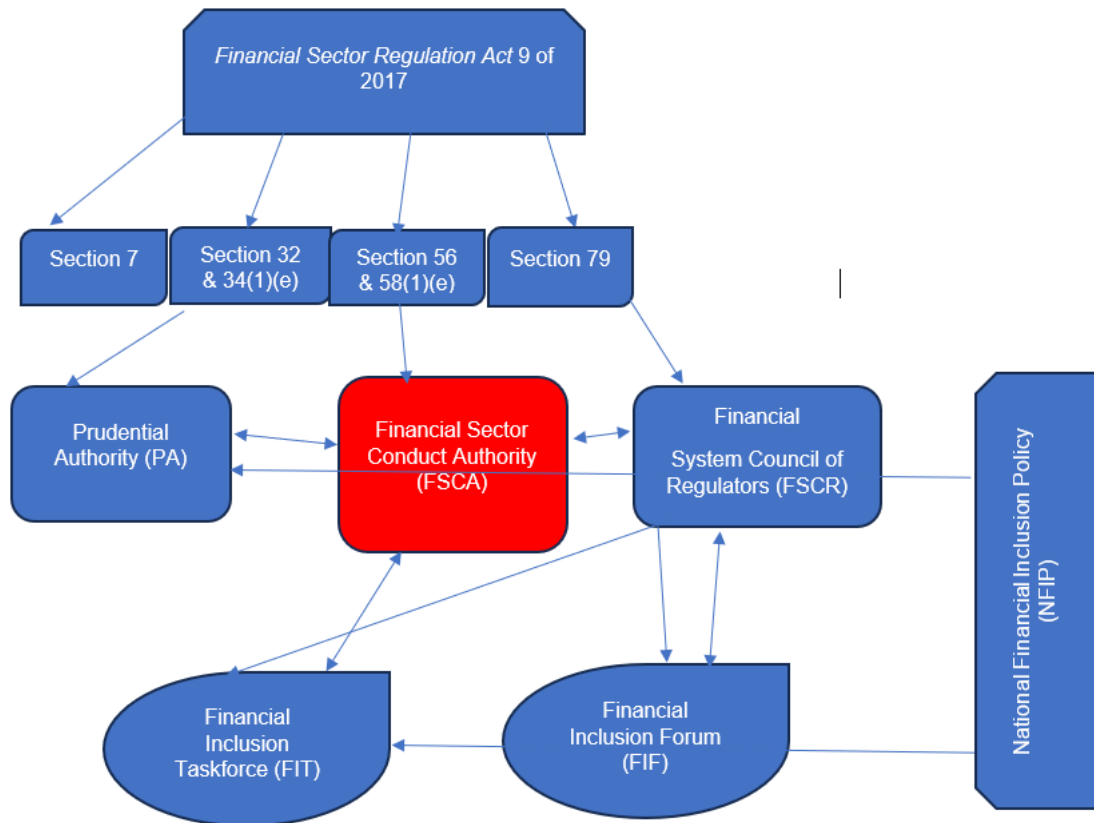 Financial Sector Regulation Act 9 of
2017
Section 7
Section 32
& 34(1)(e)
Section 56
& 58(1)(e)
Section 79
Prudential
Authority (PA)
Financial Sector
Conduct Authority
(FSCA)
Financial
System Council of
Regulators (FSCR)
National Financial Inclusion Policy
(NFIP)
Financial
Inclusion
Taskforce (FIT)
Financial
Inclusion Forum
(FIF)